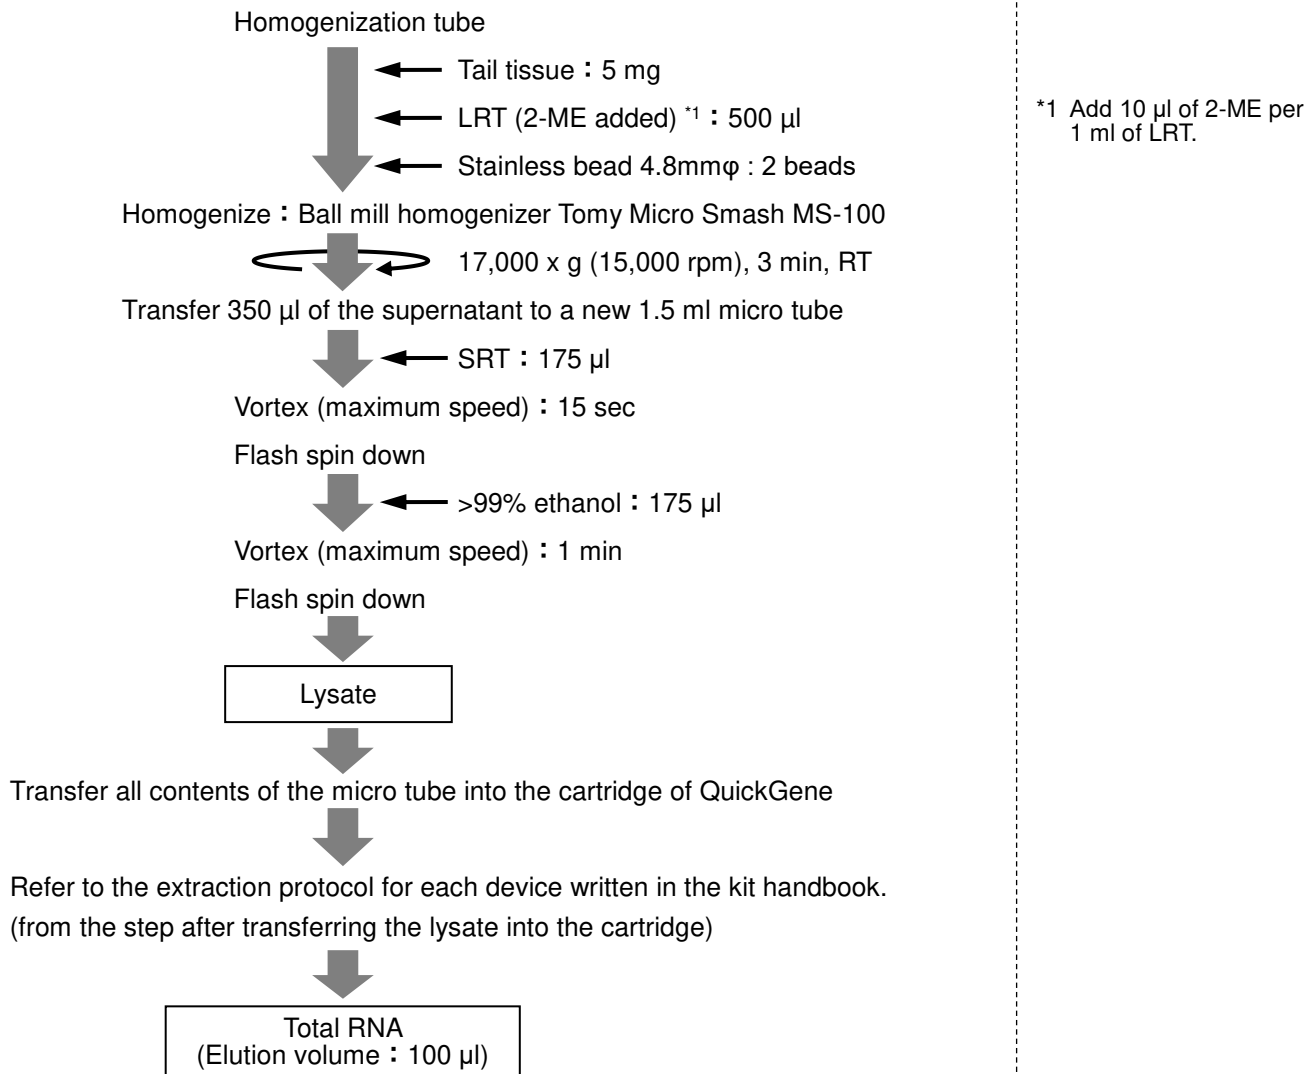 Homogenization tube
Tail tissue：5 mg
LRT (2-ME added) *1：500 µl
*1 Add 10 µl of 2-ME per
1 ml of LRT.
Stainless bead 4.8mmφ : 2 beads
Homogenize：Ball mill homogenizer Tomy Micro Smash MS-100
17,000 x g (15,000 rpm), 3 min, RT
Transfer 350 µl of the supernatant to a new 1.5 ml micro tube
SRT：175 µl
Vortex (maximum speed)：15 sec
Flash spin down
>99% ethanol：175 µl
Vortex (maximum speed)：1 min
Flash spin down
Lysate
Transfer all contents of the micro tube into the cartridge of QuickGene
Refer to the extraction protocol for each device written in the kit handbook.
(from the step after transferring the lysate into the cartridge)
Total RNA
(Elution volume：100 µl)